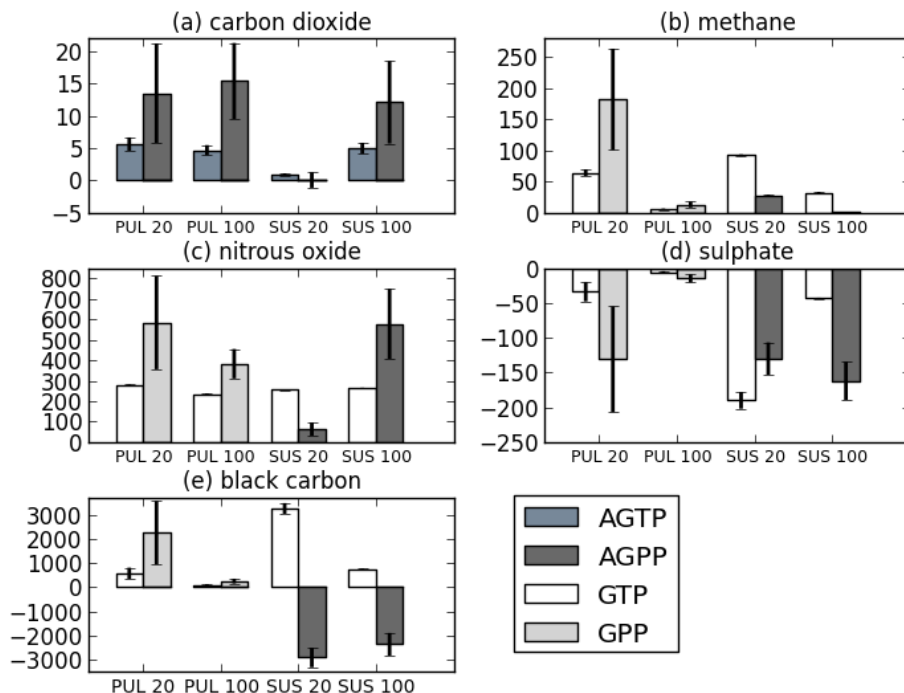 (a) carbon dioxide
20
15
10
5
0
−5
PUL 20 PUL 100 SUS 20 SUS 100
(b) methane
250
200
150
100
50
0
PUL 20 PUL 100 SUS 20 SUS 100
(c) nitrous oxide
800
700
600
500
400
300
200
100
0
PUL 20 PUL 100 SUS 20 SUS 100
(d) sulphate
0
−50
−100
−150
−200
−250
PUL 20 PUL 100 SUS 20 SUS 100
(e) black carbon
3000
2000
1000
0
−1000
−2000
−3000
PUL 20 PUL 100 SUS 20 SUS 100
AGTP
AGPP
GTP
GPP